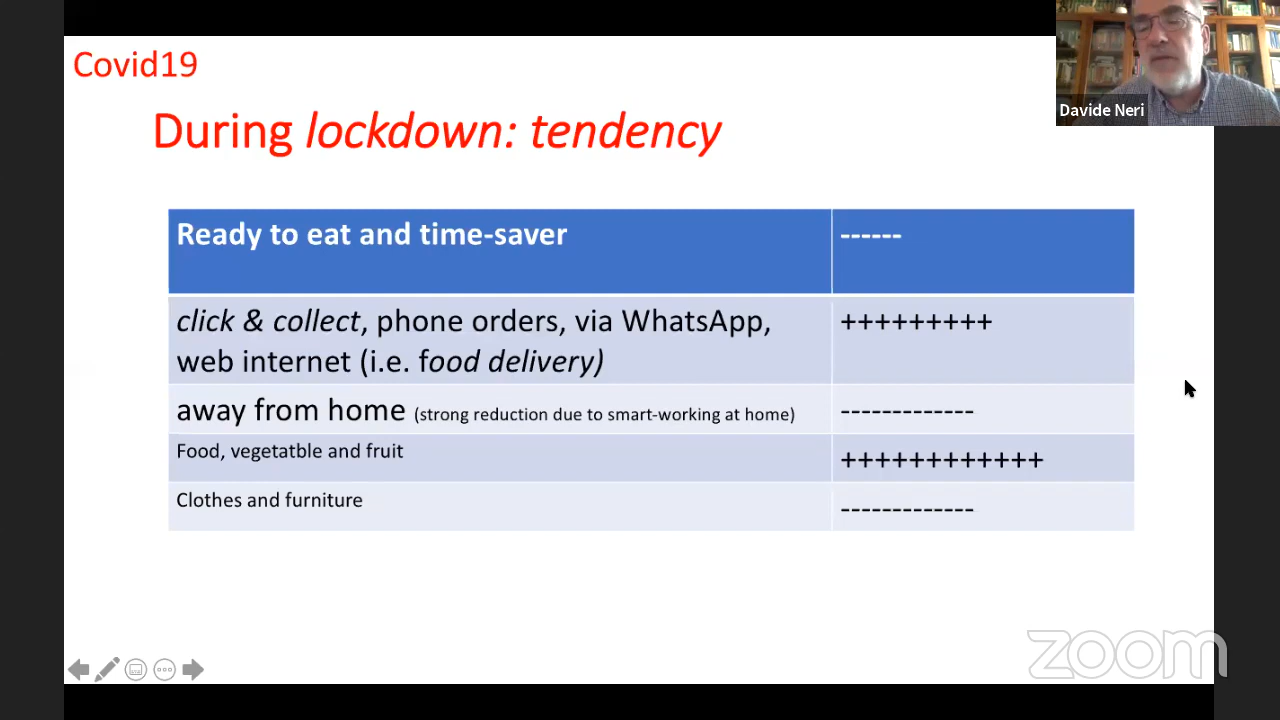 Covid19
Davide Neri
During lockdown: tendency
Ready to eat and time-saver
------
click & collect, phone orders, via WhatsApp,
web internet (i.e. food delivery)
+++++++++
away from home (strong reduction due to smart-working at home)
-------------
Food, vegetatble and fruit
++++++++++++
Clothes and furniture
-------------
zoom